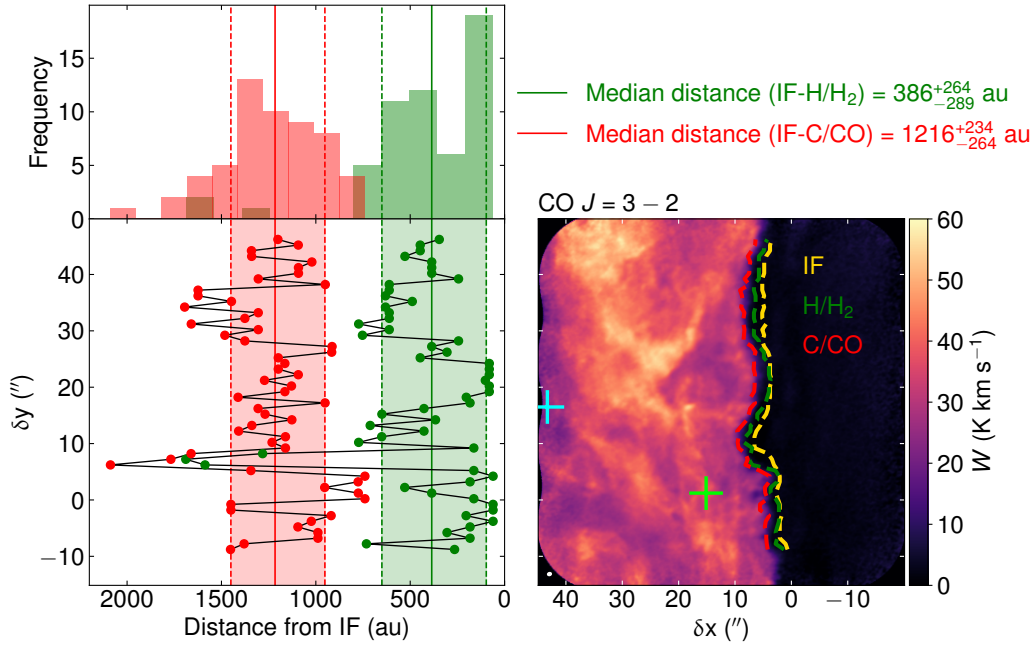 Frequency
15
10
5
0
Median distance (IF-H/H₂) = 386⁺²⁶⁴₋₂₈₉ au
Median distance (IF-C/CO) = 1216⁺²³⁴₋₂₆₄ au
δy (′′)
40
30
20
10
0
−10
2000 1500 1000 500 0
Distance from IF (au)
CO J = 3 − 2
IF
H/H₂
C/CO
40 30 20 10 0 −10
δx (′′)
60
50
40
30
20
10
0
W (K km s⁻¹)